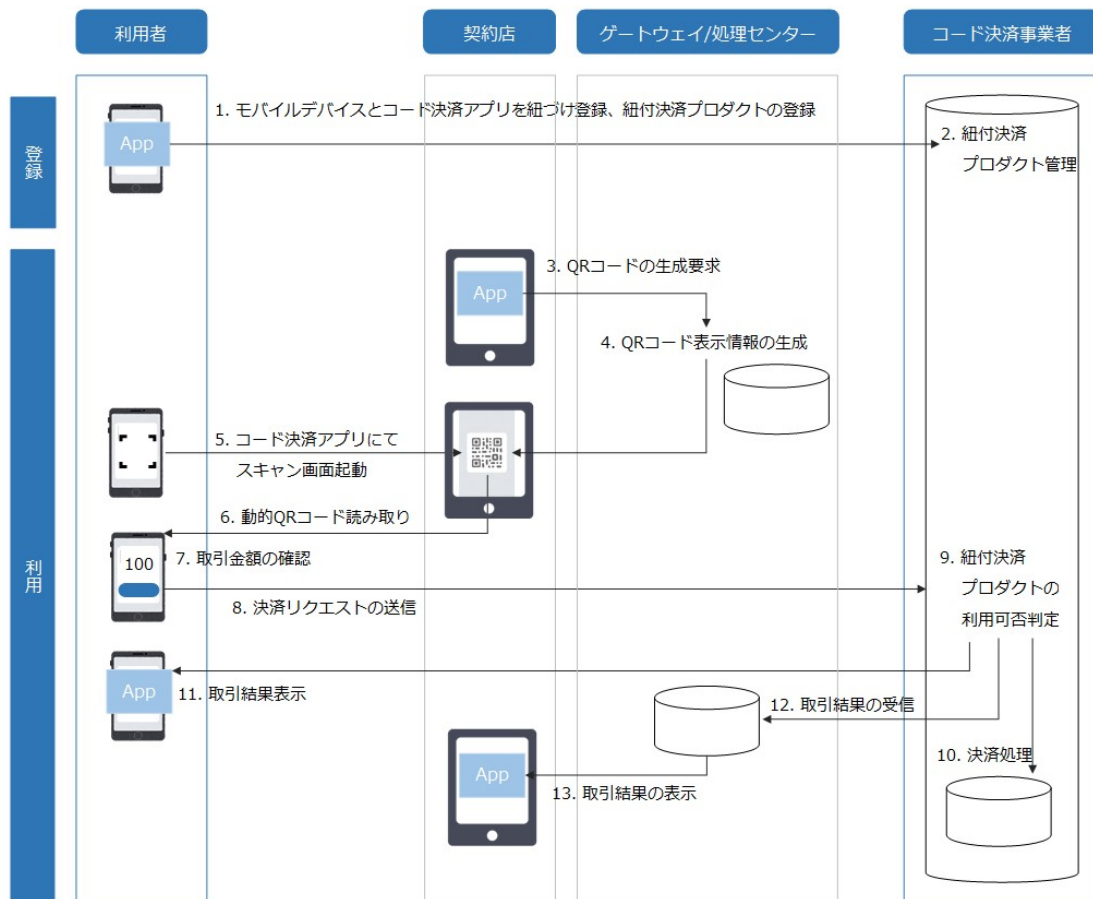 利用者
契約店
ゲートウェイ/処理センター
コード決済事業者
登録
1. モバイルデバイスとコード決済アプリを紐づけ登録、紐付決済プロダクトの登録
App
2. 紐付決済
プロダクト管理
利用
3. QRコードの生成要求
App
4. QRコード表示情報の生成
5. コード決済アプリにて
スキャン画面起動
6. 動的QRコード読み取り
100
7. 取引金額の確認
8. 決済リクエストの送信
9. 紐付決済
プロダクトの
利用可否判定
App
11. 取引結果表示
12. 取引結果の受信
10. 決済処理
App
13. 取引結果の表示